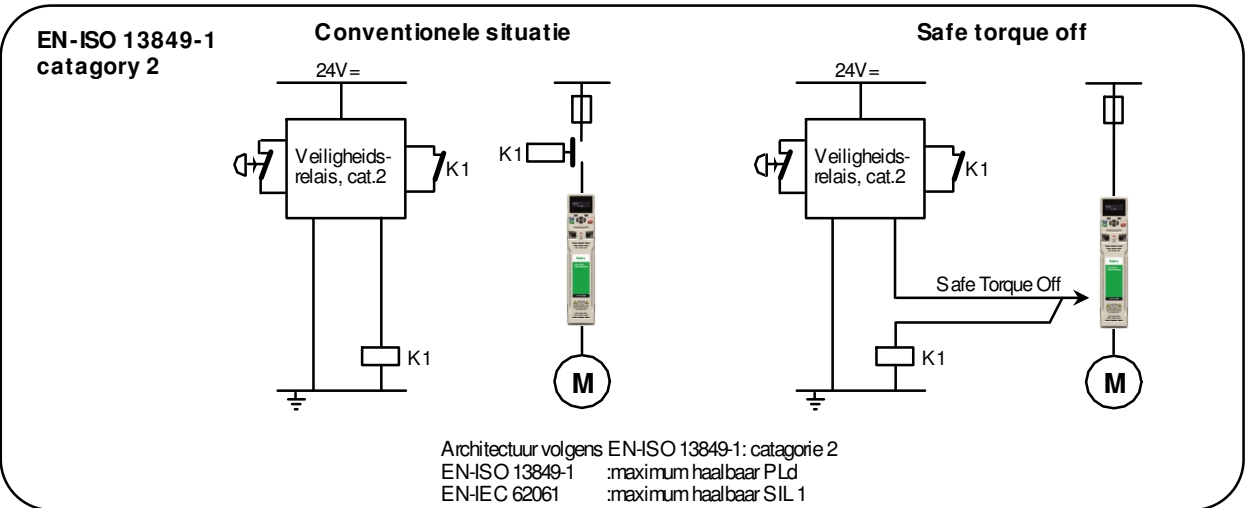 EN-ISO 13849-1
catagory 2
Conventionele situatie
Safe torque off
24V=
Veiligheids-
relais, cat.2
K1
K1
K1
M
24V=
Veiligheids-
relais, cat.2
K1
Safe Torque Off
K1
M
Architectuur volgens EN-ISO 13849-1: catagorie 2
EN-ISO 13849-1 :maximum haalbaar PLd
EN-IEC 62061 :maximum haalbaar SIL 1